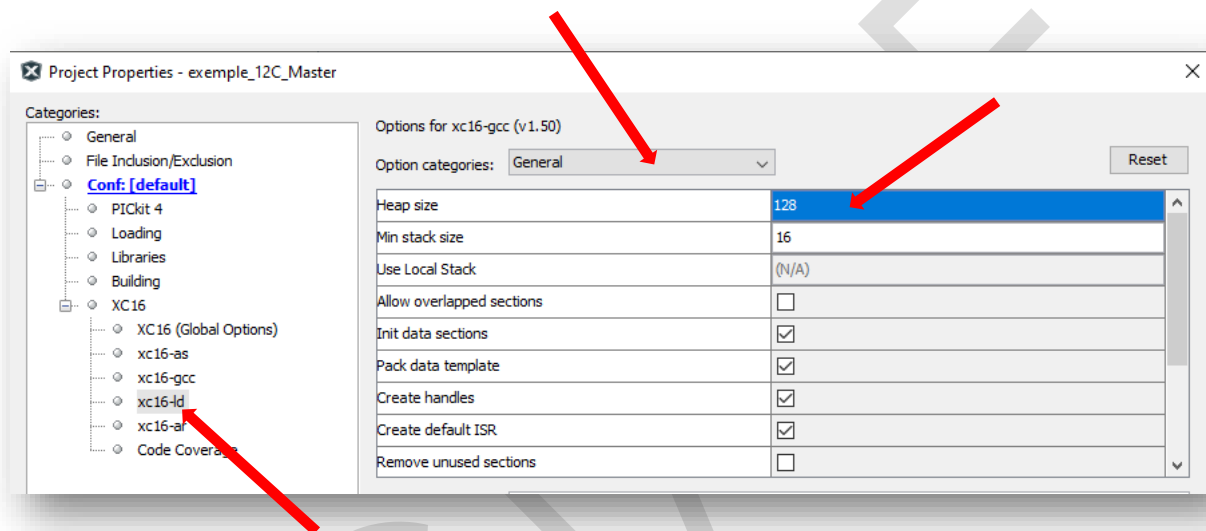 Project Properties - exemple_12C_Master
Categories:
General
File Inclusion/Exclusion
Conf: [default]
PICkit 4
Loading
Libraries
Building
XC16
XC16 (Global Options)
xc16-as
xc16-gcc
xc16-ld
xc16-ar
Code Coverage
Options for xc16-gcc (v1.50)
Option categories: General Reset
Heap size 128
Min stack size 16
Use Local Stack (N/A)
Allow overlapped sections
Init data sections
Pack data template
Create handles
Create default ISR
Remove unused sections